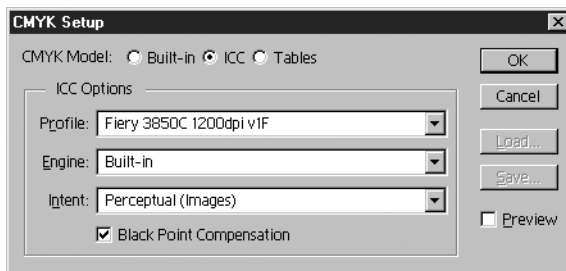 CMYK Setup
CMYK Model: Built-in ICC Tables
OK
Cancel
Load...
Save...
Preview
ICC Options
Profile: Fiery 3850C 1200dpi v1F
Engine: Built-in
Intent: Perceptual (Images)
Black Point Compensation